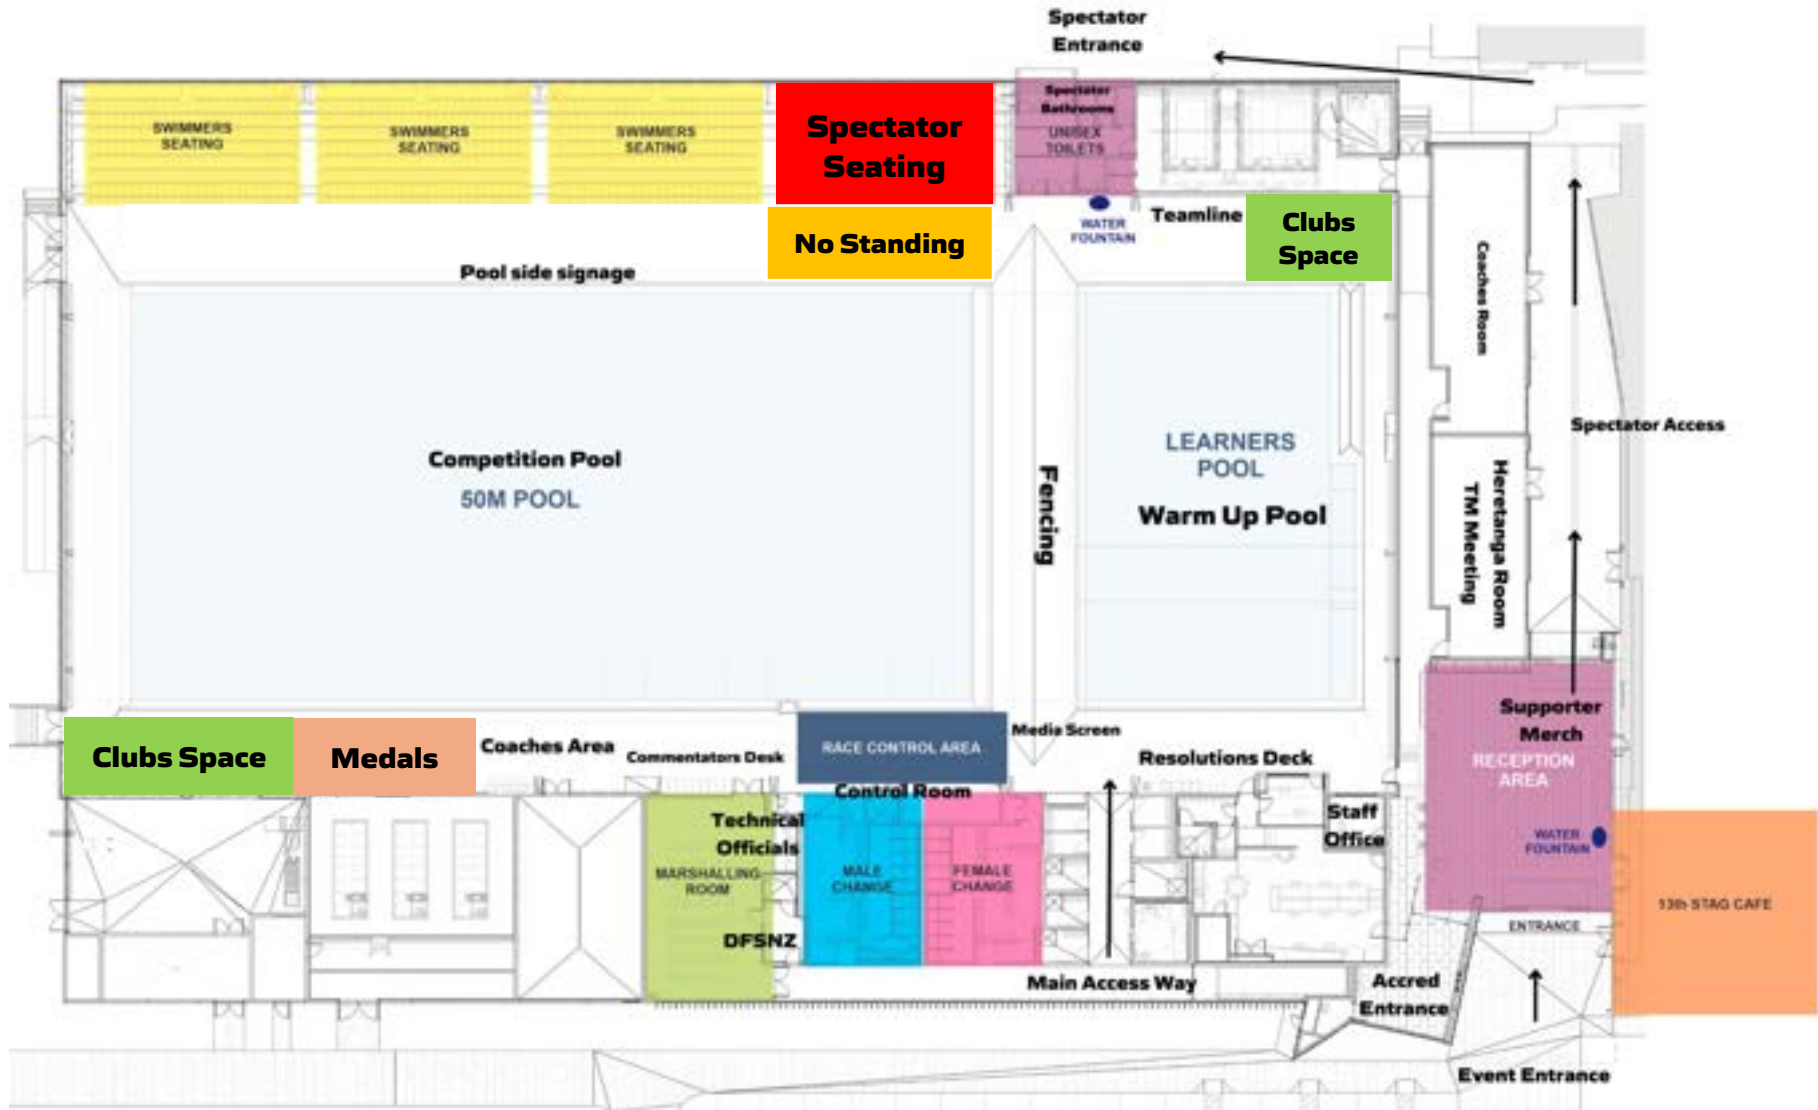 Spectator
Entrance
SWIMMERS
SEATING
SWIMMERS
SEATING
SWIMMERS
SEATING
Spectator
Seating
Spectator
Bathrooms
UNISEX
TOILETS
No Standing
WATER
FOUNTAIN
Teamline
Clubs
Space
Pool side signage
Coaches Room
Spectator Access
Competition Pool
50M POOL
Fencing
LEARNERS
POOL
Warm Up Pool
Heretanga Room
TM Meeting
Clubs Space
Medals
Coaches Area
Commentators Desk
RACE CONTROL AREA
Media Screen
Resolutions Deck
Supporter
Merch
RECEPTION
AREA
Control Room
Technical
Officials
MARSHALLING
ROOM
MALE
CHANGE
FEMALE
CHANGE
Staff
Office
WATER
FOUNTAIN
DFSNZ
13th STAG CAFE
ENTRANCE
Main Access Way
Accred
Entrance
Event Entrance